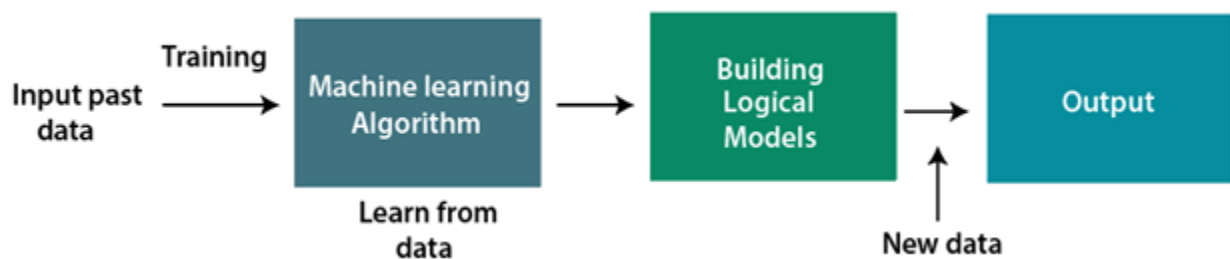 Training
Input past
data
Machine learning
Algorithm
Learn from
data
Building
Logical
Models
New data
Output